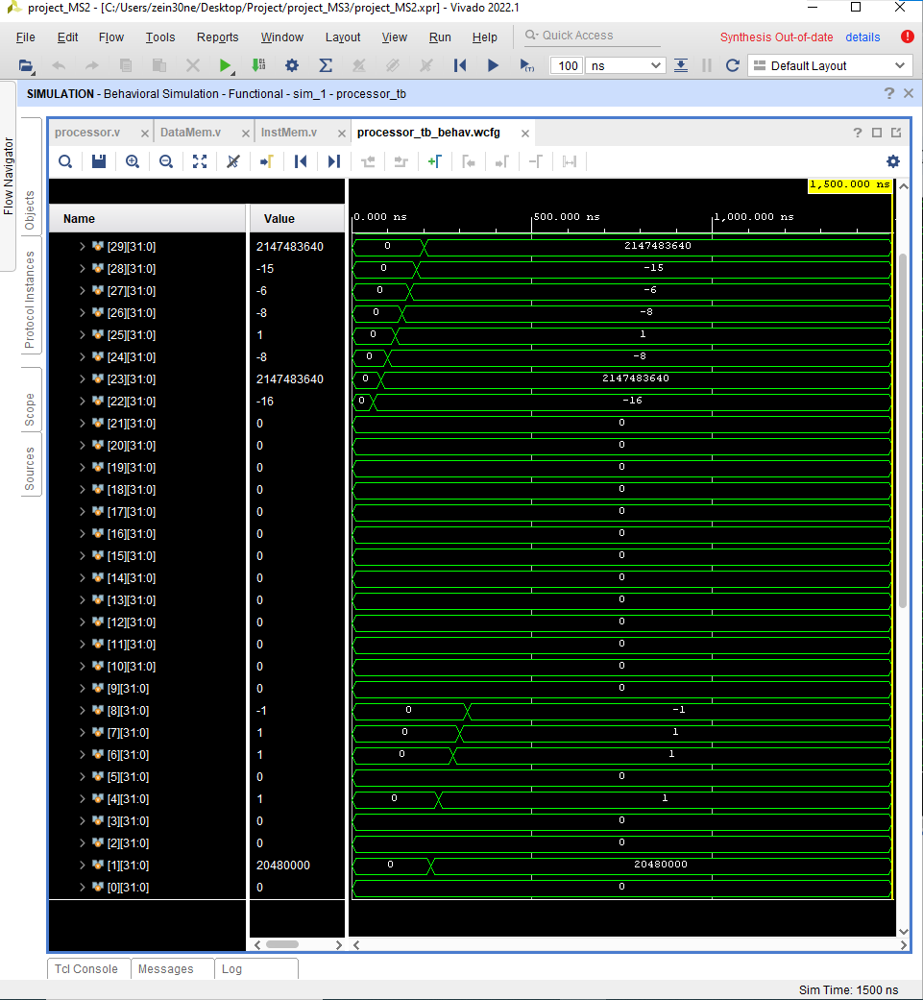 project_MS2 - [C:/Users/zein30ne/Desktop/Project/project_MS3/project_MS2.xpr] - Vivado 2022.1
File Edit Flow Tools Reports Window Layout View Run Help Quick Access Synthesis Out-of-date details
100 ns Default Layout
SIMULATION - Behavioral Simulation - Functional - sim_1 - processor_tb
Flow Navigator
Objects
Protocol Instances
Scope
Sources
processor.v DataMem.v InstMem.v processor_tb_behav.wcfg
1,500.000 ns
Name Value 0.000 ns 500.000 ns 1,000.000 ns
[29][31:0] 2147483640 0 2147483640
[28][31:0] -15 0 -15
[27][31:0] -6 0 -6
[26][31:0] -8 0 -8
[25][31:0] 1 0 1
[24][31:0] -8 0 -8
[23][31:0] 2147483640 0 2147483640
[22][31:0] -16 0 -16
[21][31:0] 0 0
[20][31:0] 0 0
[19][31:0] 0 0
[18][31:0] 0 0
[17][31:0] 0 0
[16][31:0] 0 0
[15][31:0] 0 0
[14][31:0] 0 0
[13][31:0] 0 0
[12][31:0] 0 0
[11][31:0] 0 0
[10][31:0] 0 0
[9][31:0] 0 0
[8][31:0] -1 0 -1
[7][31:0] 1 0 1
[6][31:0] 1 0 1
[5][31:0] 0 0
[4][31:0] 1 0 1
[3][31:0] 0 0
[2][31:0] 0 0
[1][31:0] 20480000 0 20480000
[0][31:0] 0 0
Tcl Console Messages Log
Sim Time: 1500 ns